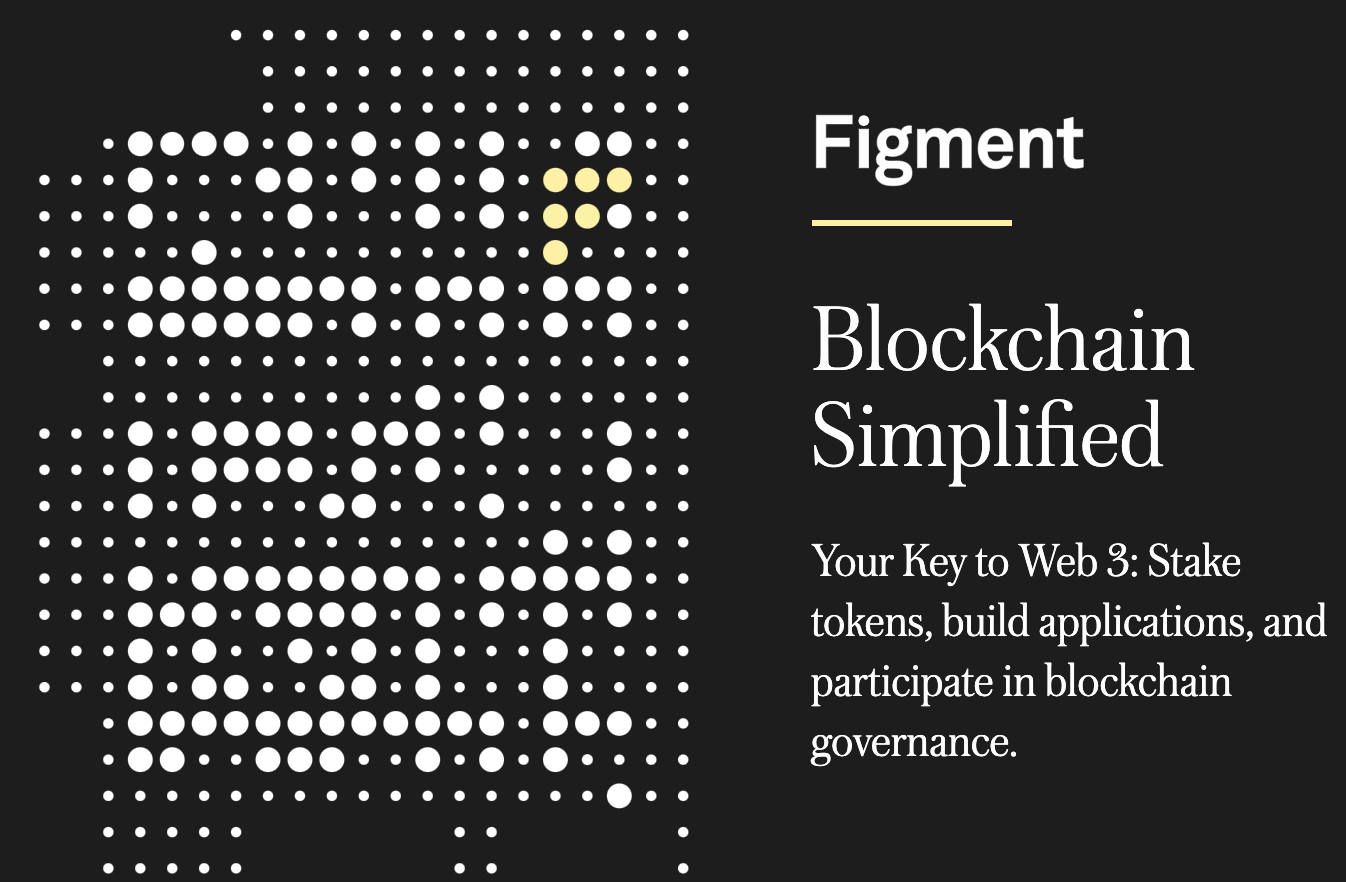 Figment
Blockchain
Simplified
Your Key to Web 3: Stake
tokens, build applications, and
participate in blockchain
governance.